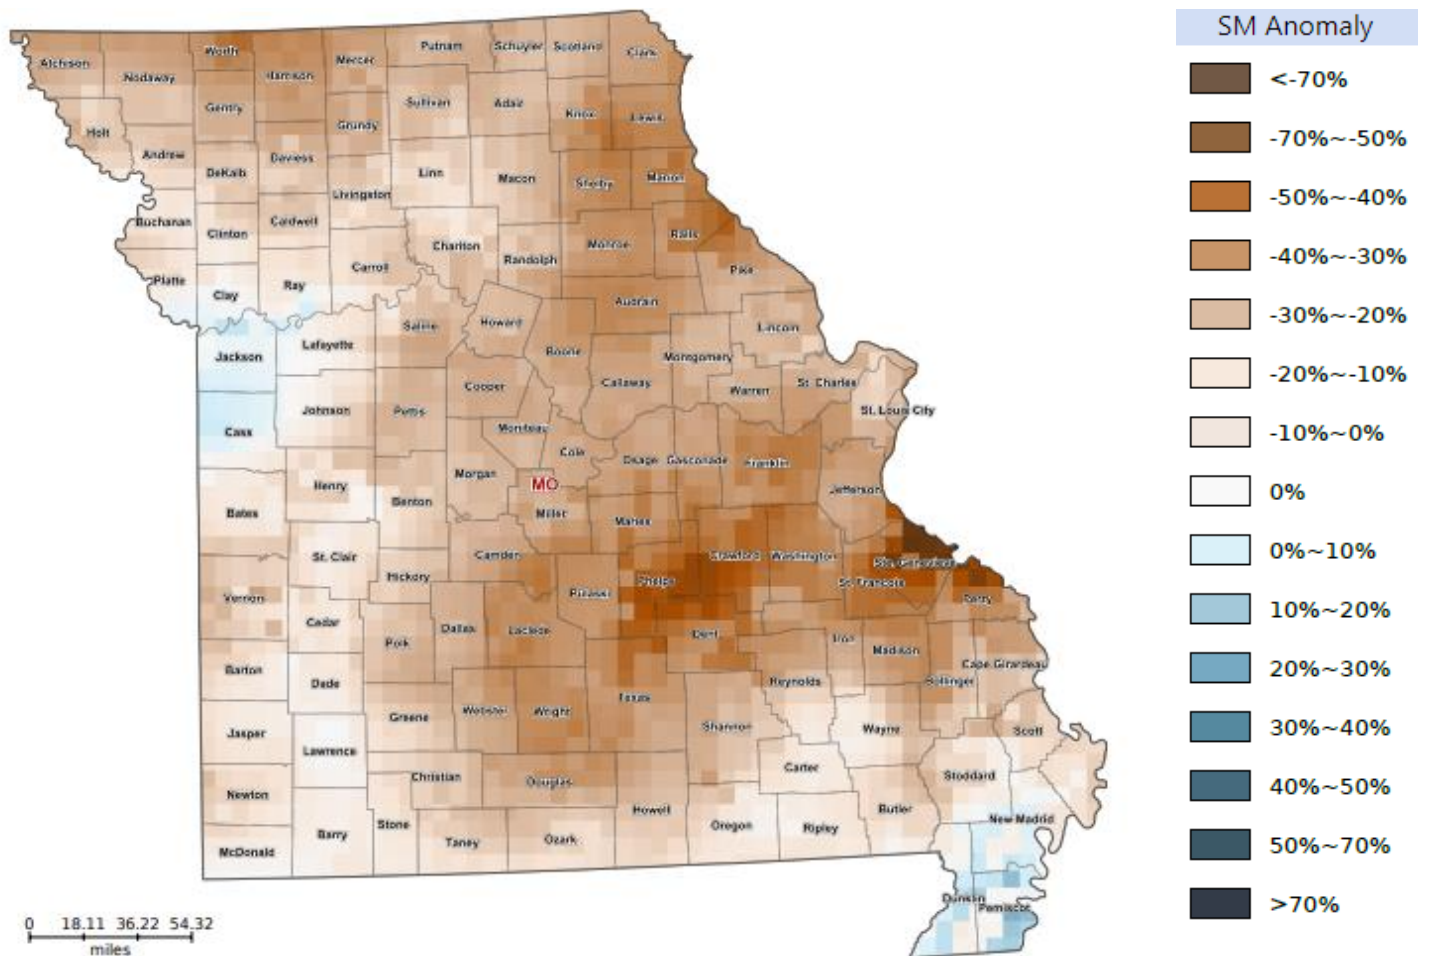 SM Anomaly
<-70%
-70%~-50%
-50%~-40%
-40%~-30%
-30%~-20%
-20%~-10%
-10%~0%
0%
0%~10%
10%~20%
20%~30%
30%~40%
40%~50%
50%~70%
>70%
Atchison
Nodaway
Worth
Harrison
Mercer
Putnam
Schuyler
Scotland
Clark
Holt
Gentry
Grundy
Sullivan
Adair
Knox
Lewis
Andrew
DeKalb
Daviess
Livingston
Linn
Macon
Shelby
Marion
Buchanan
Clinton
Caldwell
Chariton
Randolph
Monroe
Ralls
Platte
Clay
Ray
Carroll
Pike
Audrain
Saline
Howard
Lincoln
Jackson
Lafayette
Boone
Montgomery
Cooper
Callaway
Warren
St. Charles
Cass
Johnson
Pettis
St. Louis City
Moniteau
Cole
Osage
Gasconade
Franklin
Henry
Morgan
MO
Jefferson
Bates
Benton
Miller
Maries
St. Clair
Camden
Crawford
Washington
Ste. Genevieve
Hickory
Phelps
St. Francois
Vernon
Pulaski
Perry
Cedar
Polk
Dallas
Laclede
Dent
Iron
Madison
Barton
Dade
Cape Girardeau
Reynolds
Bollinger
Jasper
Greene
Webster
Wright
Texas
Shannon
Wayne
Scott
Lawrence
Newton
Christian
Douglas
Carter
Stoddard
Howell
Butler
McDonald
Barry
Stone
Taney
Ozark
Oregon
Ripley
New Madrid
Dunklin
Pemiscot
0 18.11 36.22 54.32
miles